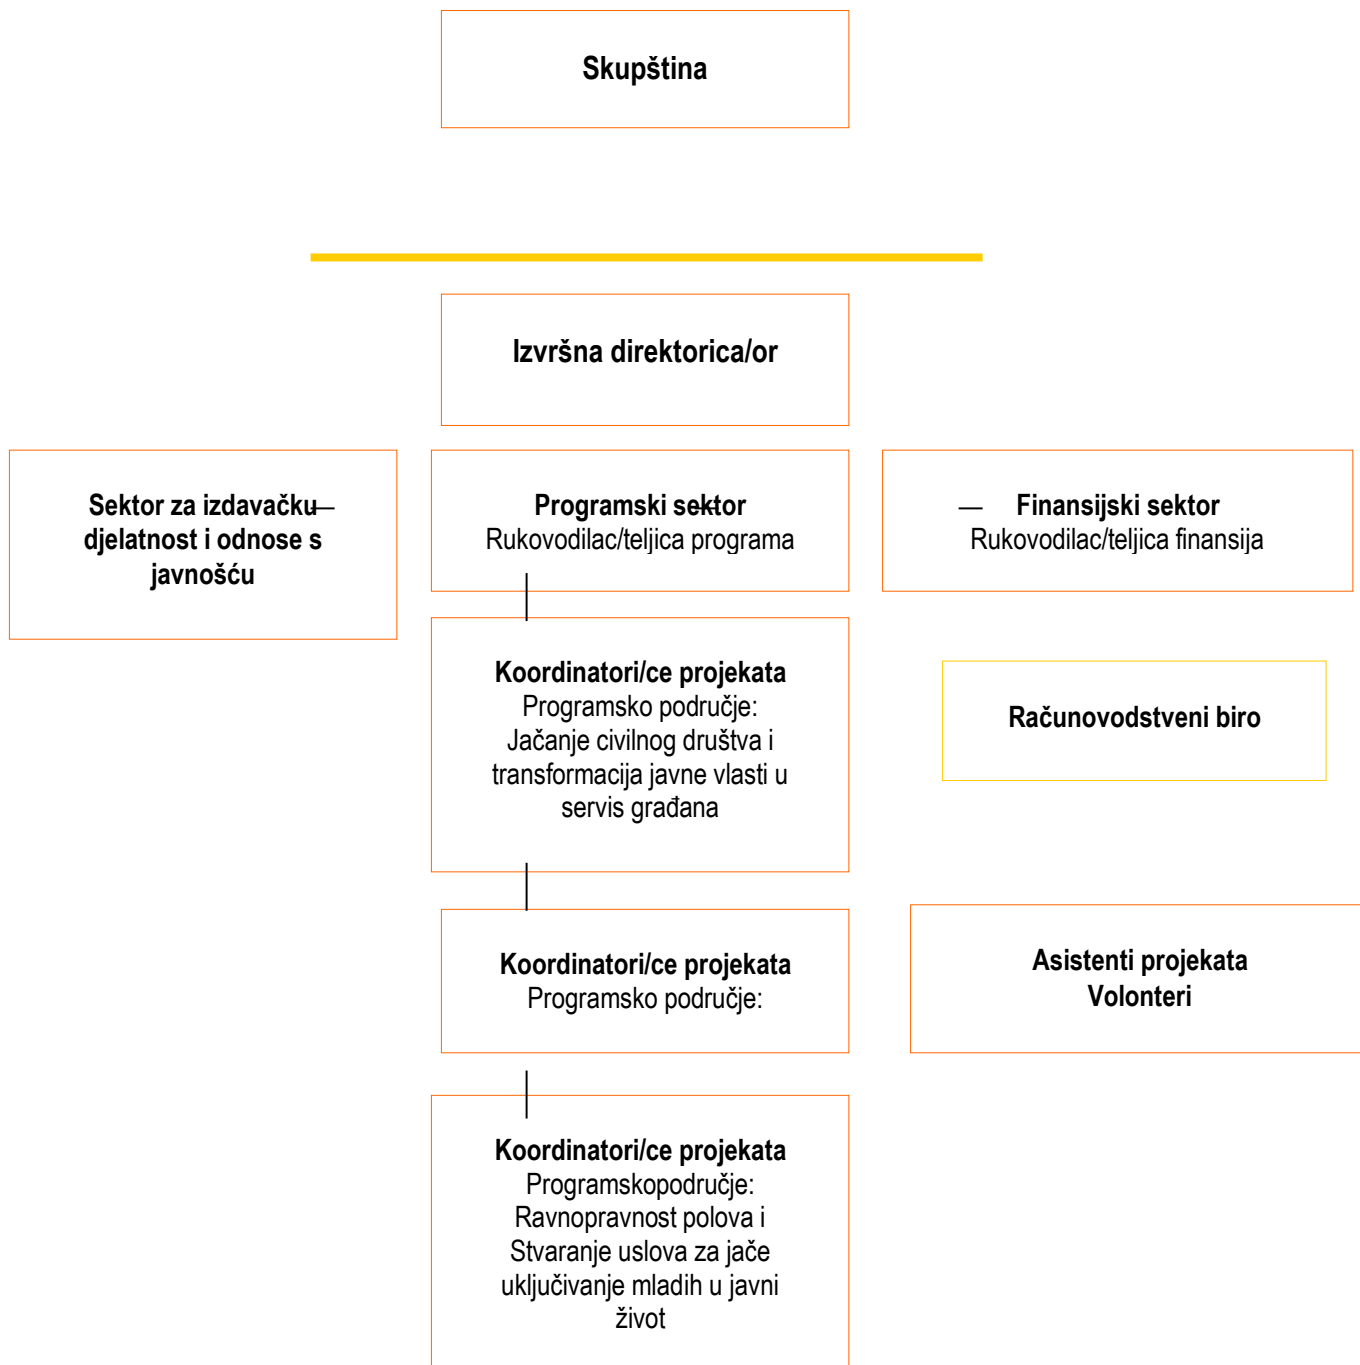 Skupština
Izvršna direktorica/or
Sektor za izdavačku
djelatnost i odnose s
javnošću
Programski sektor
Rukovodilac/teljica programa
Finansijski sektor
Rukovodilac/teljica finansija
Koordinatori/ce projekata
Programsko područje:
Jačanje civilnog društva i
transformacija javne vlasti u
servis građana
Računovodstveni biro
Koordinatori/ce projekata
Programsko područje:
Asistenti projekata
Volonteri
Koordinatori/ce projekata
Programskopodručje:
Ravnopravnost polova i
Stvaranje uslova za jače
uključivanje mladih u javni
život